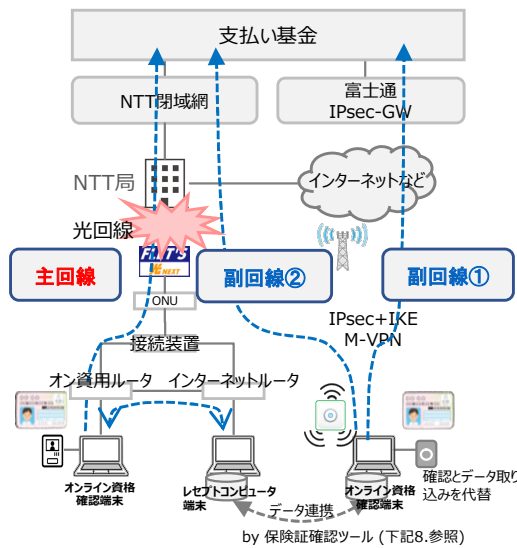 支払い基金
NTT閉域網
富士通
IPsec-GW
NTT局
インターネットなど
光回線
主回線
副回線②
副回線①
光 NEXT
ONU
IPsec+IKE
M-VPN
接続装置
オン資用ルータ
インターネットルータ
オンライン資格
確認端末
レセプトコンピュータ
端末
データ連携
オンライン資格
確認端末
確認とデータ取り
込みを代替
by 保険証確認ツール (下記8.参照)